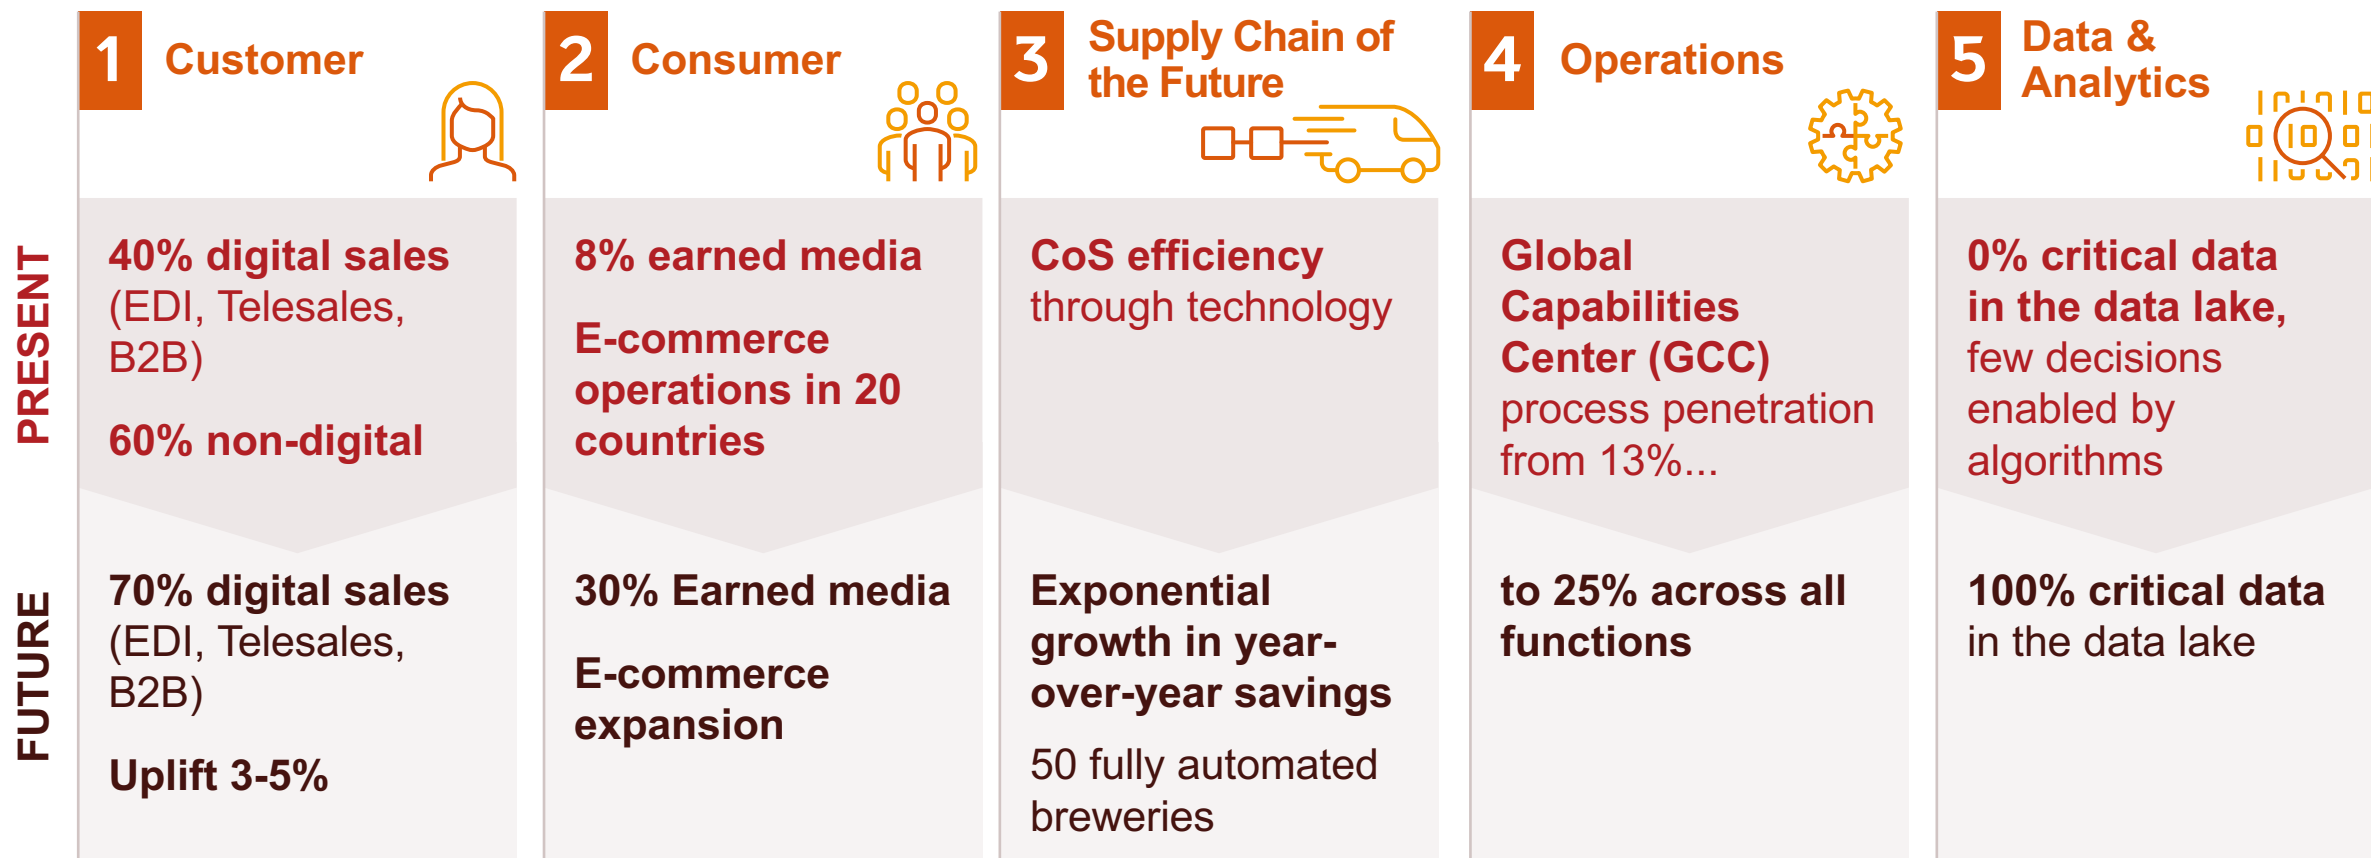 1 Customer
2 Consumer
3 Supply Chain of
the Future
4 Operations
5 Data &
Analytics
PRESENT
40% digital sales
(EDI, Telesales,
B2B)
60% non-digital
8% earned media
E-commerce
operations in 20
countries
CoS efficiency
through technology
Global
Capabilities
Center (GCC)
process penetration
from 13%...
0% critical data
in the data lake,
few decisions
enabled by
algorithms
FUTURE
70% digital sales
(EDI, Telesales,
B2B)
Uplift 3-5%
30% Earned media
E-commerce
expansion
Exponential
growth in year-
over-year savings
50 fully automated
breweries
to 25% across all
functions
100% critical data
in the data lake